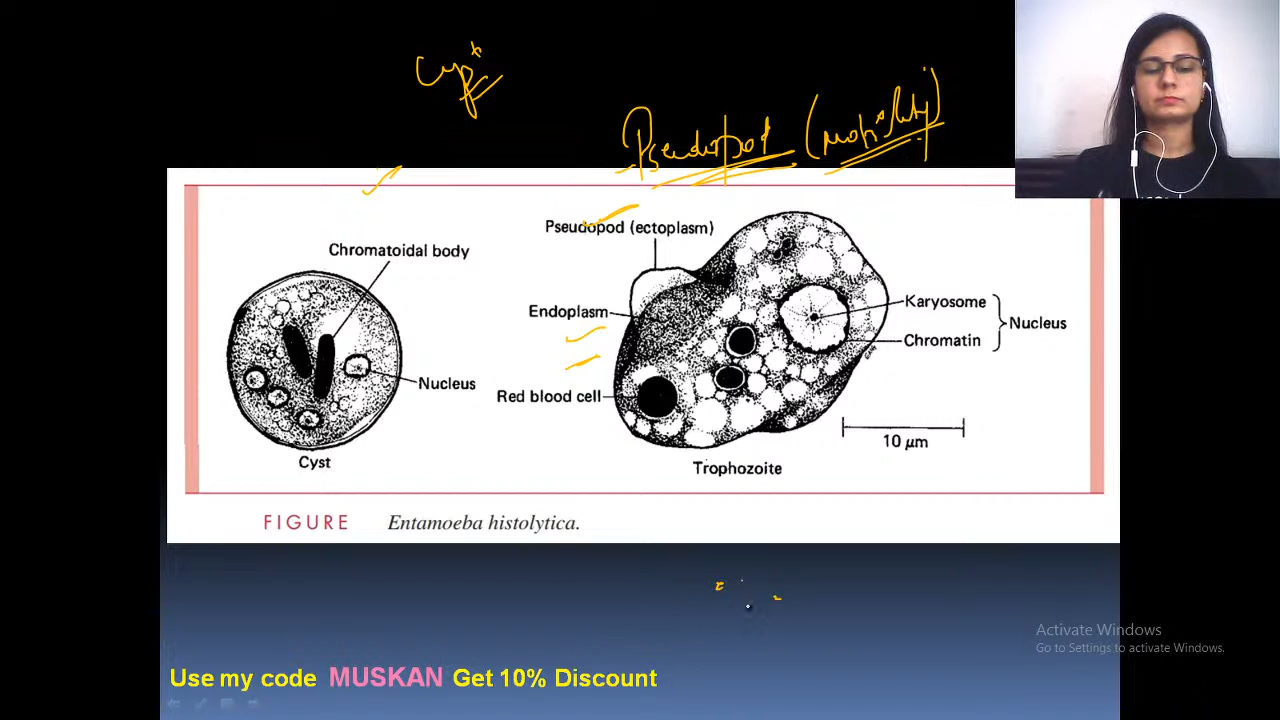 Cyst
Pseudopod (motility)
Pseudopod (ectoplasm)
Chromatoidal body
Karyosome
Endoplasm
Nucleus
Chromatin
Nucleus
Red blood cell
10 μm
Cyst
Trophozoite
FIGURE Entamoeba histolytica.
Activate Windows
Go to Settings to activate Windows.
Use my code MUSKAN Get 10% Discount